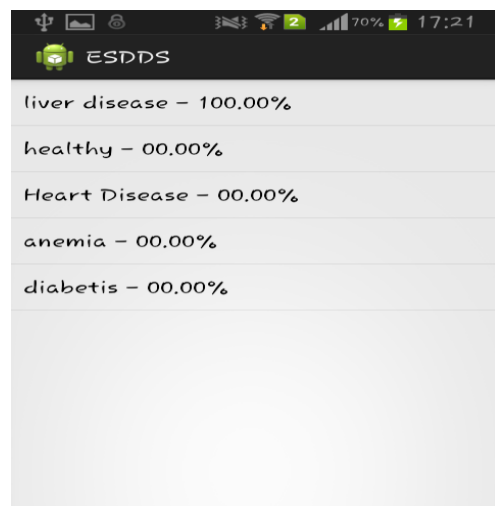 2 70% 17:21
ESDDS
liver disease – 100.00%
healthy – 00.00%
Heart Disease – 00.00%
anemia – 00.00%
diabetis – 00.00%